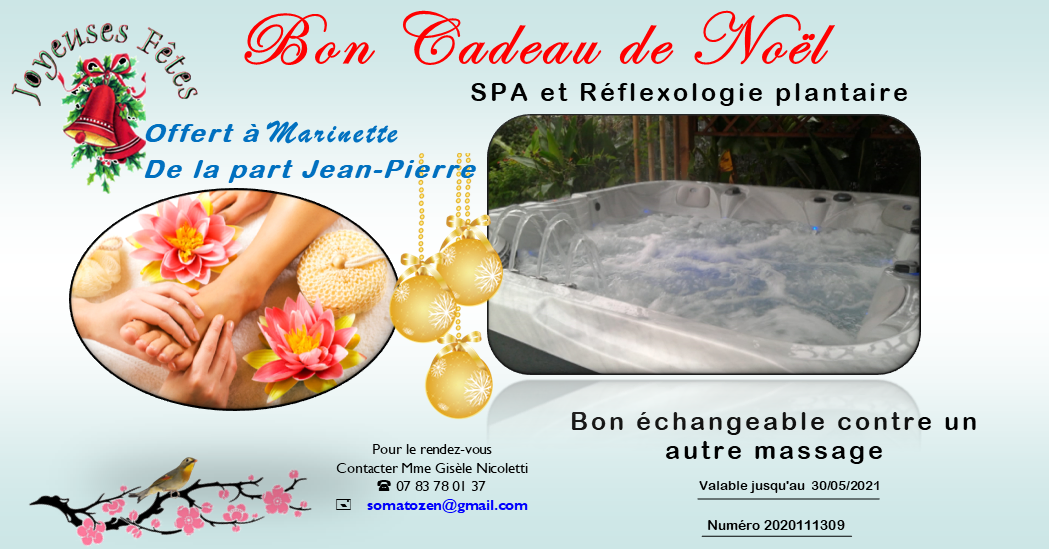 Joyeuses Fêtes
Bon Cadeau de Noël
SPA et Réflexologie plantaire
Offert à Marinette
De la part Jean-Pierre
Bon échangeable contre un
autre massage
Pour le rendez-vous
Contacter Mme Gisèle Nicoletti
☎ 07 83 78 01 37
somatozen@gmail.com
Valable jusqu'au 30/05/2021
Numéro 2020111309